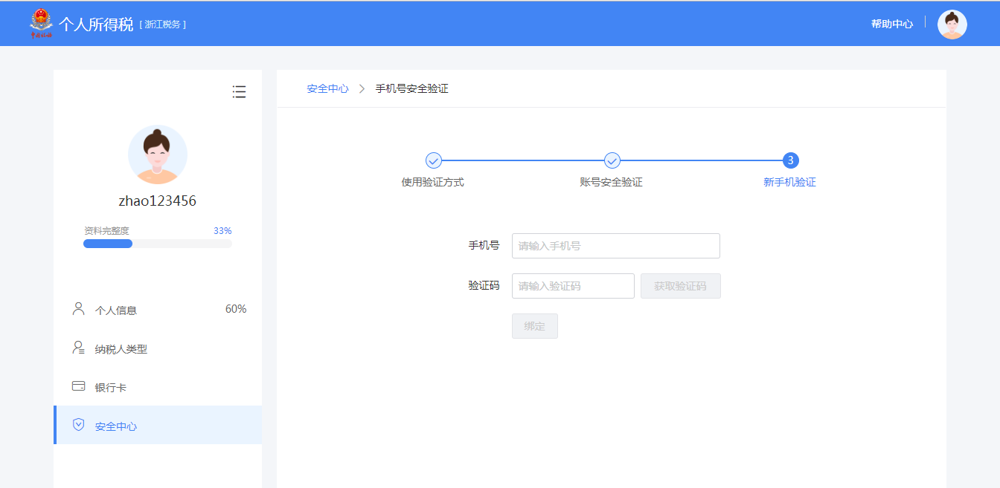 个人所得税 [ 浙江税务 ]
帮助中心
安全中心 > 手机号安全验证
zhao123456
资料完整度 33%
个人信息 60%
纳税人类型
银行卡
安全中心
3
使用验证方式 账号安全验证 新手机验证
手机号 请输入手机号
验证码 请输入验证码 获取验证码
绑定